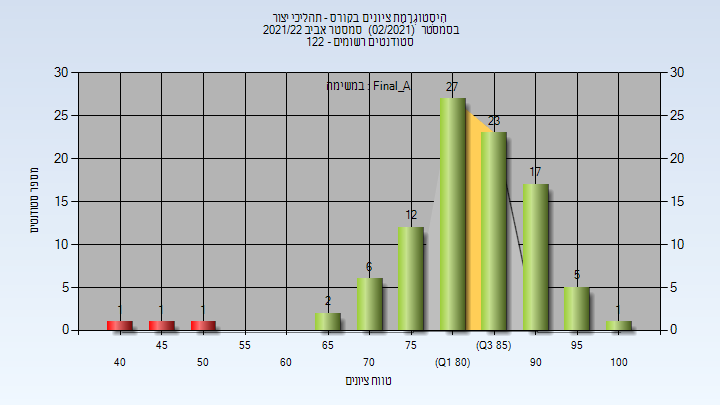 היסטוגרמת ציונים בקורס - תהליכי יצור
בסמסטר (02/2021) סמסטר אביב 2021/22
סטודנטים רשומים - 122
במשימה : Final_A
מספר סטודנטים
30 25 20 15 10 5 0
1 1 1 2 6 12 27 23 17 5 1
30 25 20 15 10 5 0
45 55 65 75 (Q3 85) 95
40 50 60 70 (Q1 80) 90 100
טווח ציונים